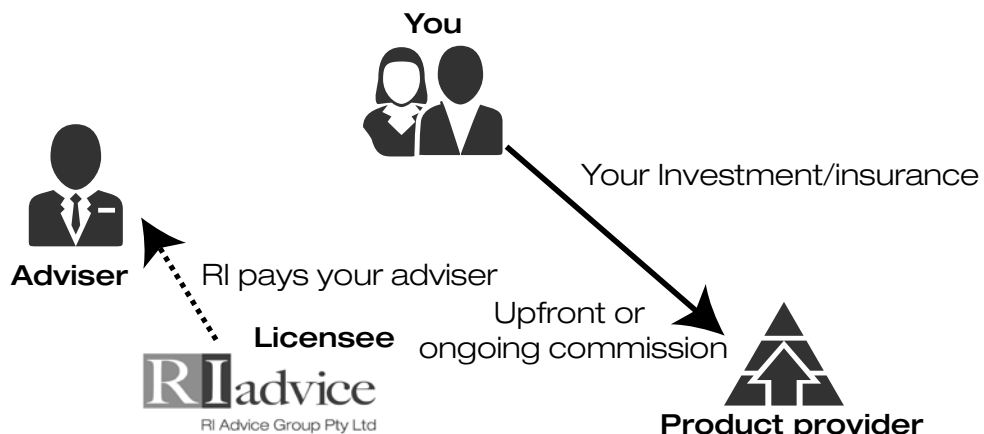 You
Your Investment/insurance
Adviser
RI pays your adviser
Upfront or
ongoing commission
Licensee
RI advice
RI Advice Group Pty Ltd
Product provider